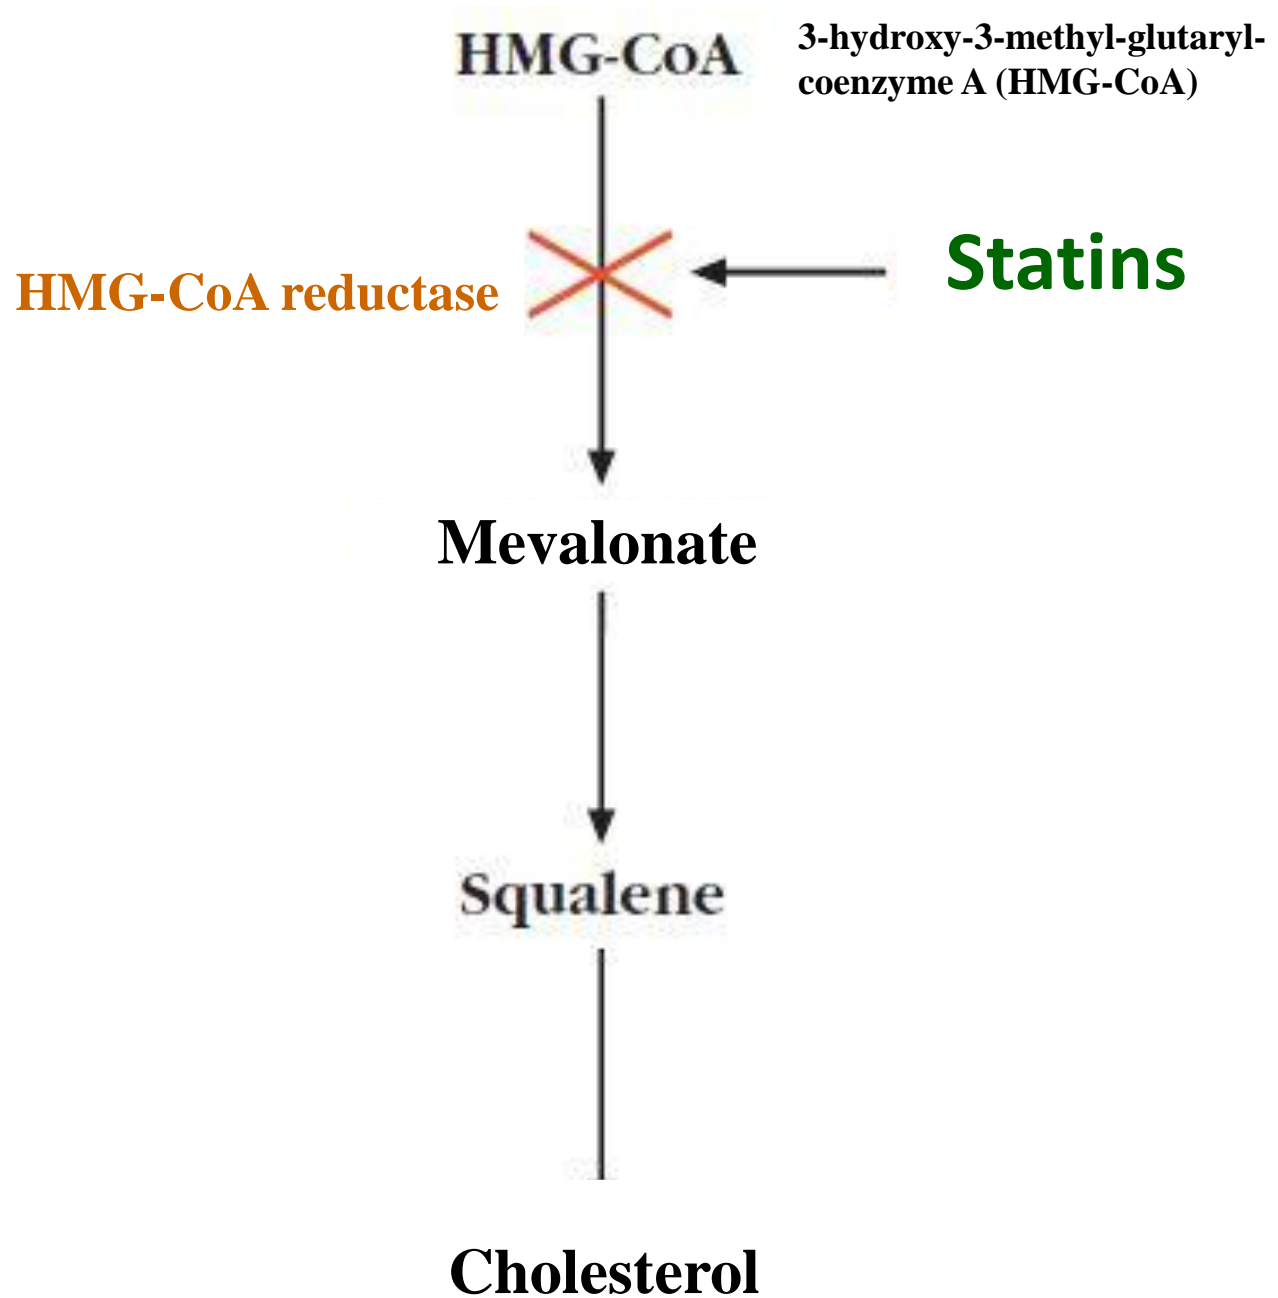 HMG-CoA
3-hydroxy-3-methyl-glutaryl-
coenzyme A (HMG-CoA)
Statins
HMG-CoA reductase
Mevalonate
Squalene
Cholesterol